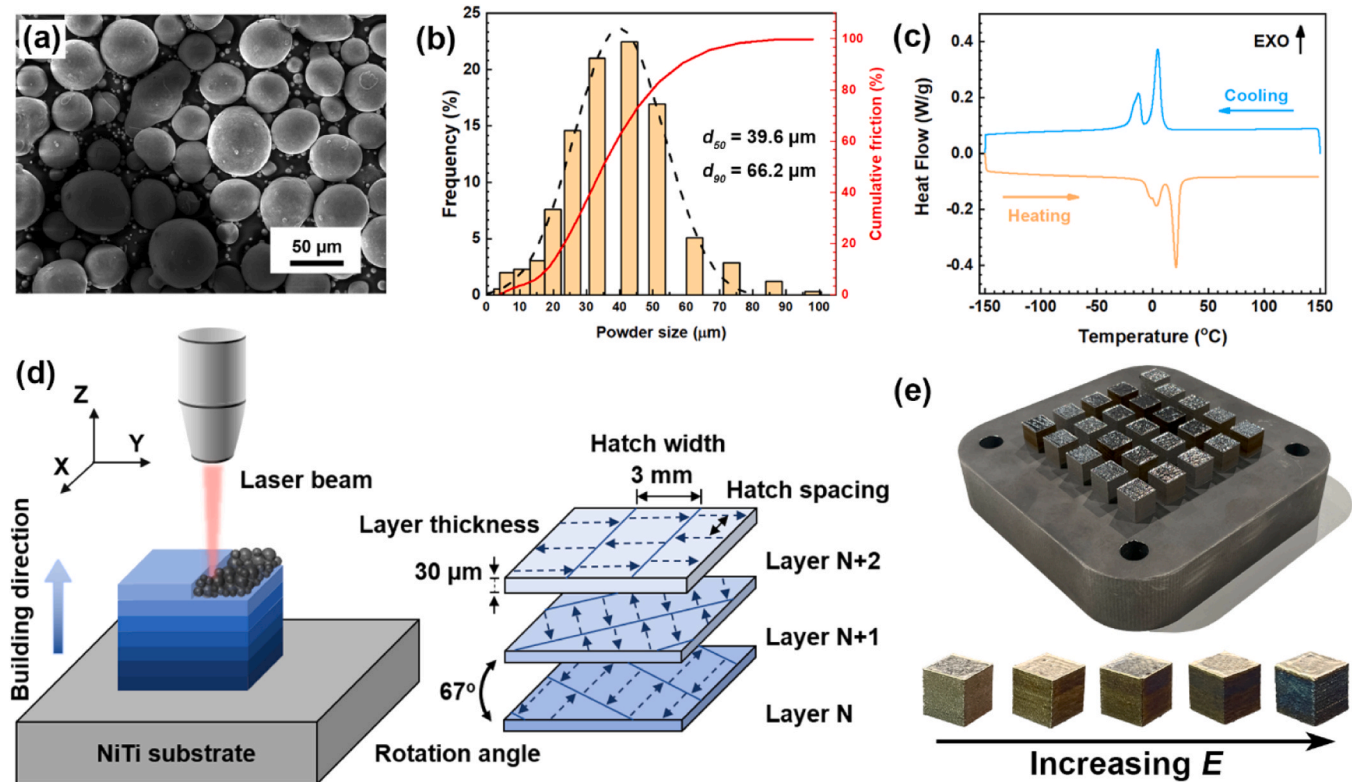 (a)
50 μm
(b)
Frequency (%)
25
20
15
10
5
0
0 10 20 30 40 50 60 70 80 90 100
Powder size (μm)
d50 = 39.6 μm
d90 = 66.2 μm
100
80
60
40
20
0
Cumulative friction (%)
(c)
EXO
Cooling
Heating
Heat Flow (W/g)
0.4
0.2
0.0
-0.2
-0.4
-150 -100 -50 0 50 100 150
Temperature (°C)
(d)
Z
Y
X
Laser beam
Building direction
NiTi substrate
Hatch width
3 mm
Hatch spacing
Layer thickness
30 μm
Layer N+2
Layer N+1
67°
Layer N
Rotation angle
(e)
Increasing E